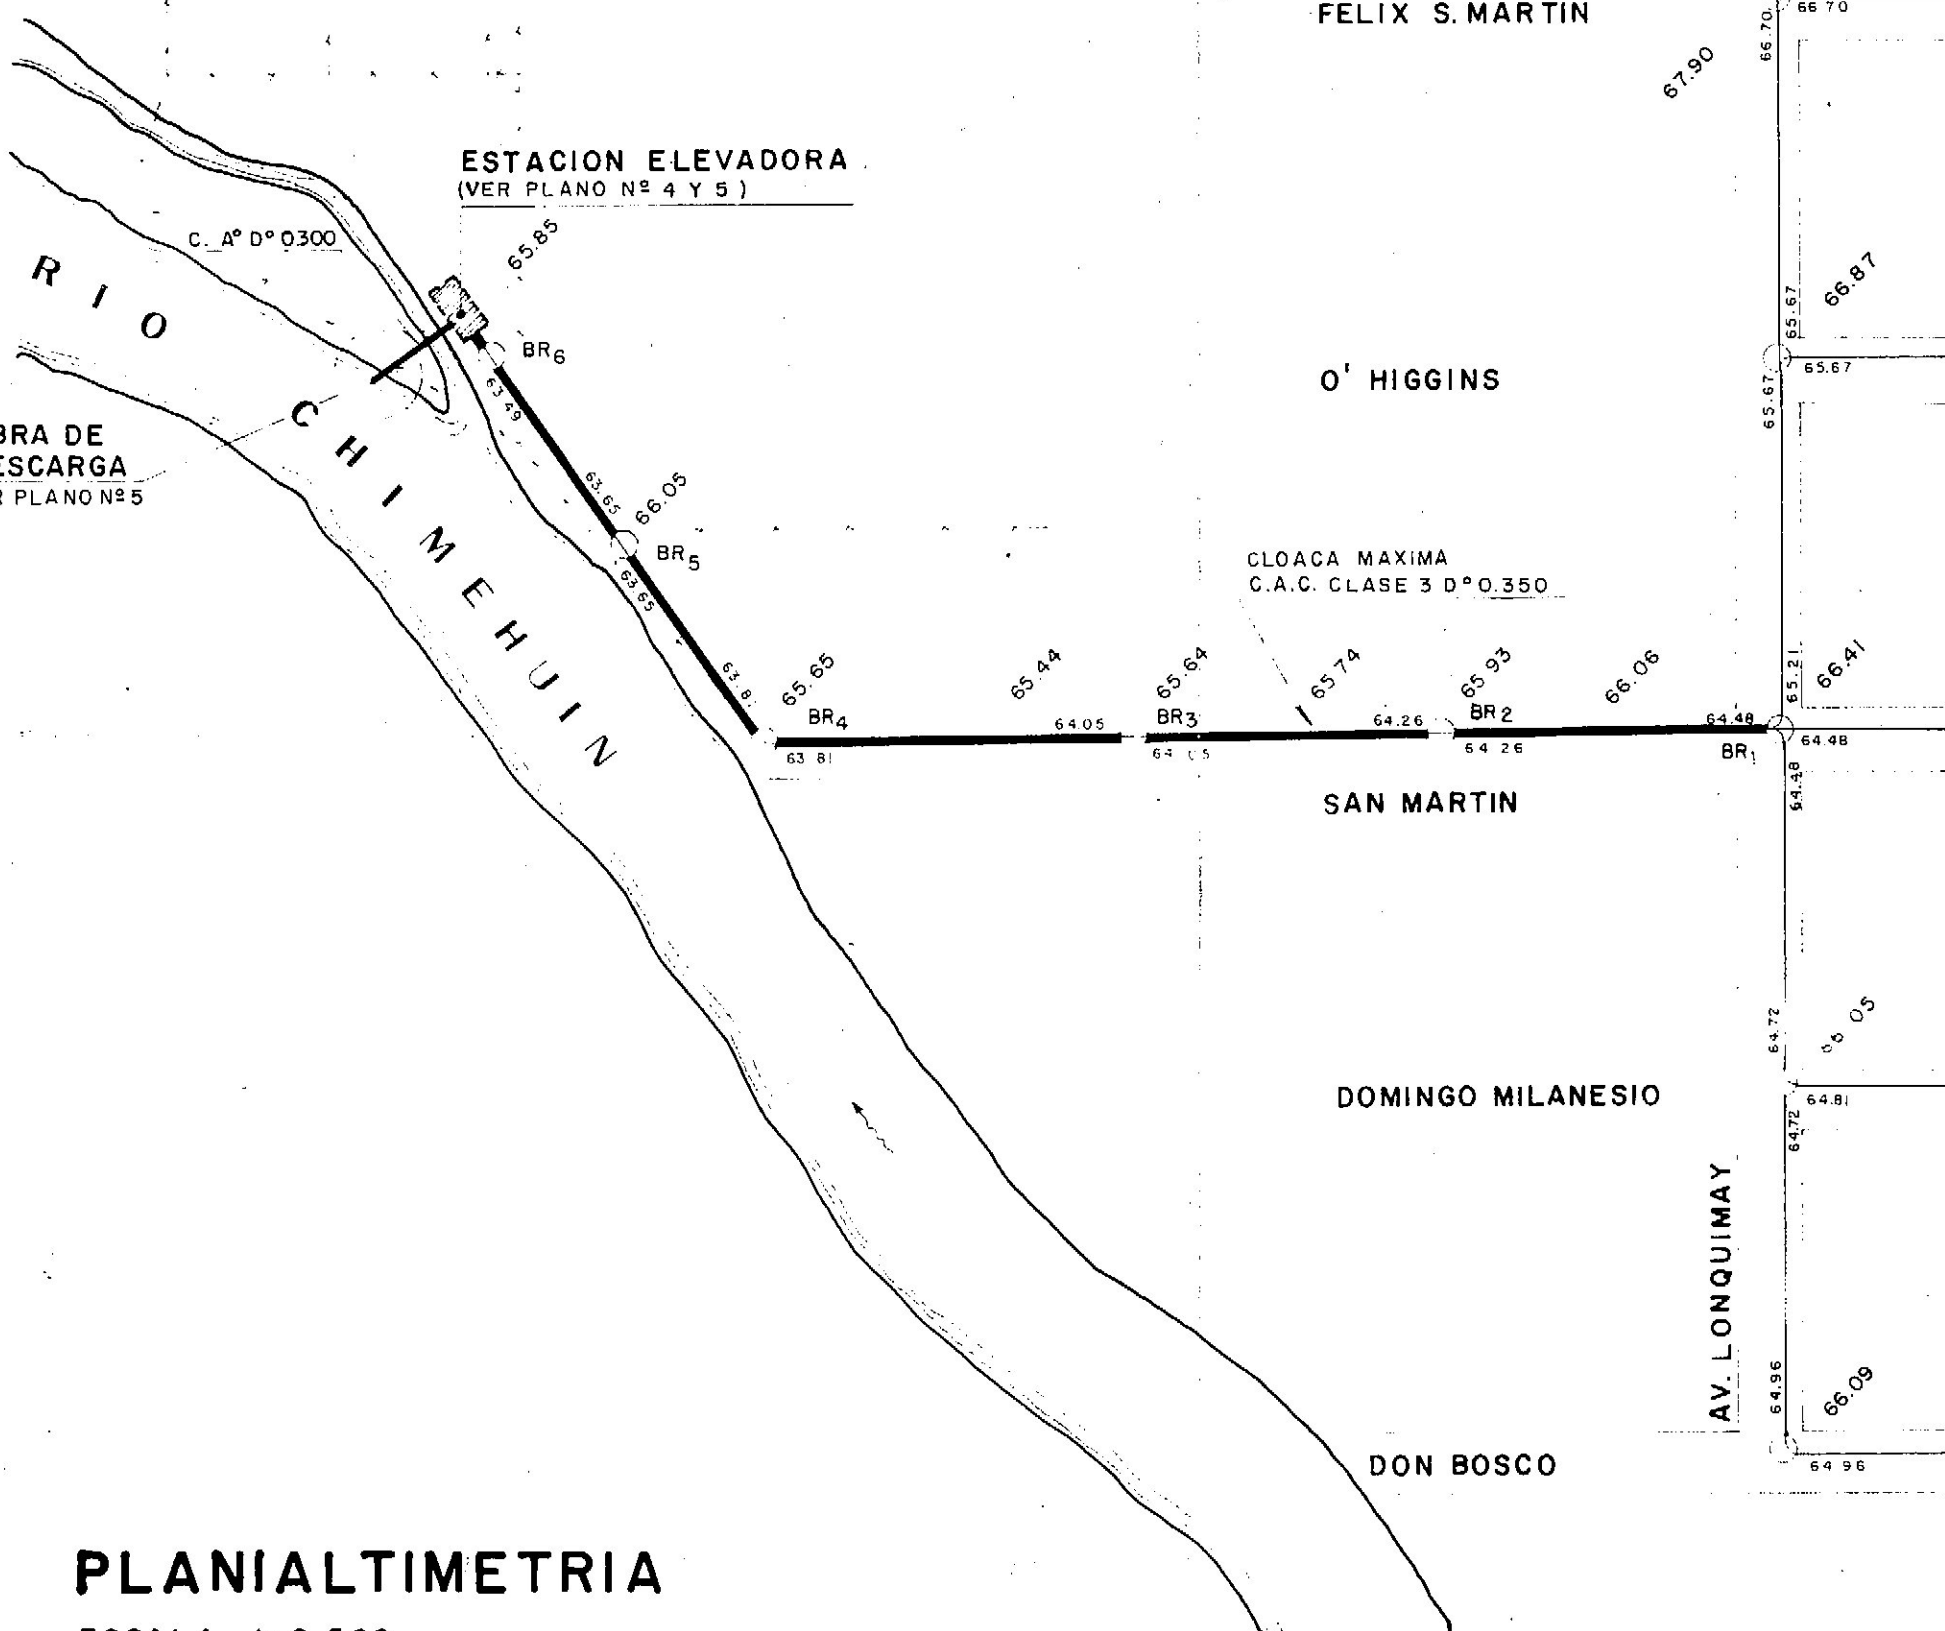 FELIX S. MARTIN
66 70
66.70
67.90
ESTACION ELEVADORA
(VER PLANO Nº 4 Y 5)
65.85
C. Aº Dº 0.300
RIO CHIMEHUIN
BR6
63 49
63.65
66.05
BR5
63.65
63.81
BRA DE
ESCARGA
R PLANO Nº 5
O' HIGGINS
65.67
66.87
65.67
65.67
CLOACA MAXIMA
C.A.C. CLASE 3 Dº 0.350
65.65
65.44
65.64
65.74
65.93
66.06
65.21
66.41
BR4
64.05
BR3
64.26
BR2
64.48
63 81
64 05
64 26
BR1
64.48
64.48
SAN MARTIN
64.72
05
DOMINGO MILANESIO
64.81
64.72
AV. LONQUIMAY
64.96
66.09
DON BOSCO
64 96
PLANIALTIMETRIA